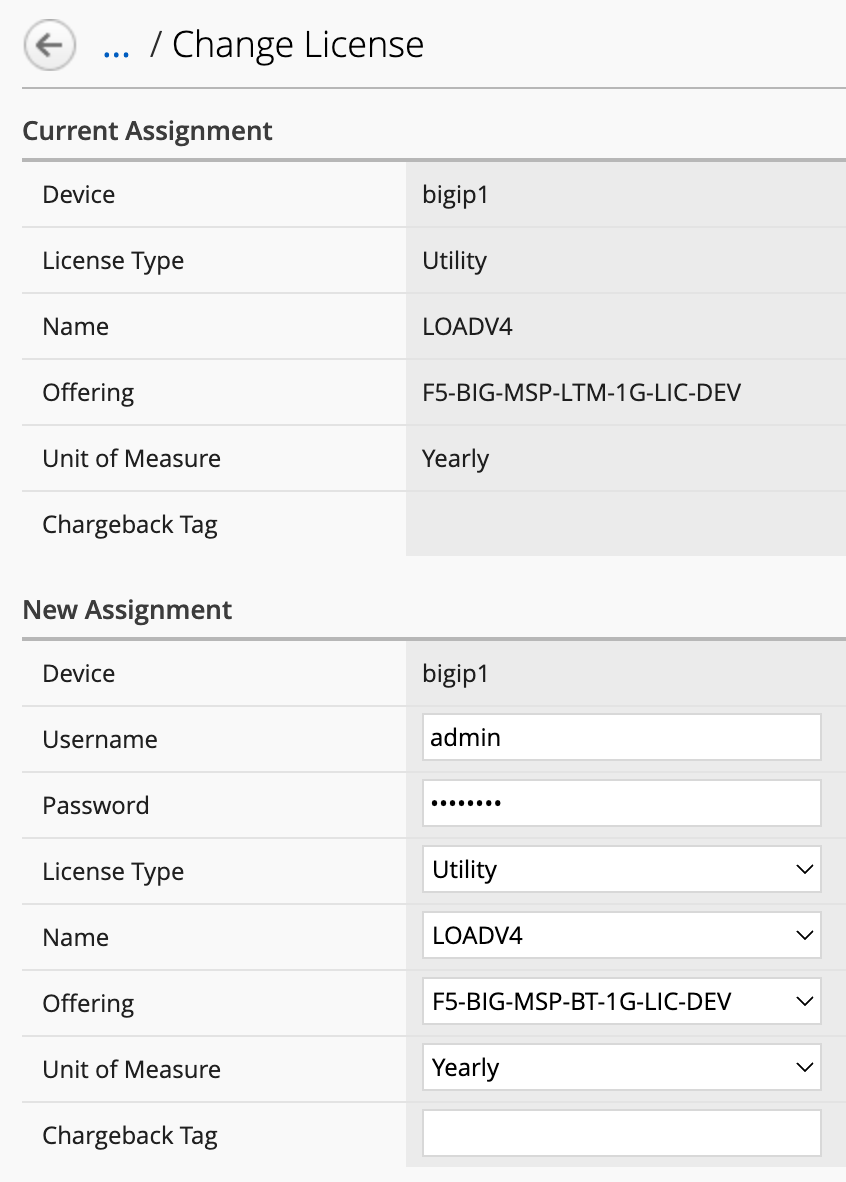 ... / Change License
Current Assignment
Device bigip1
License Type Utility
Name LOADV4
Offering F5-BIG-MSP-LTM-1G-LIC-DEV
Unit of Measure Yearly
Chargeback Tag
New Assignment
Device bigip1
Username admin
Password ••••••••
License Type Utility
Name LOADV4
Offering F5-BIG-MSP-BT-1G-LIC-DEV
Unit of Measure Yearly
Chargeback Tag